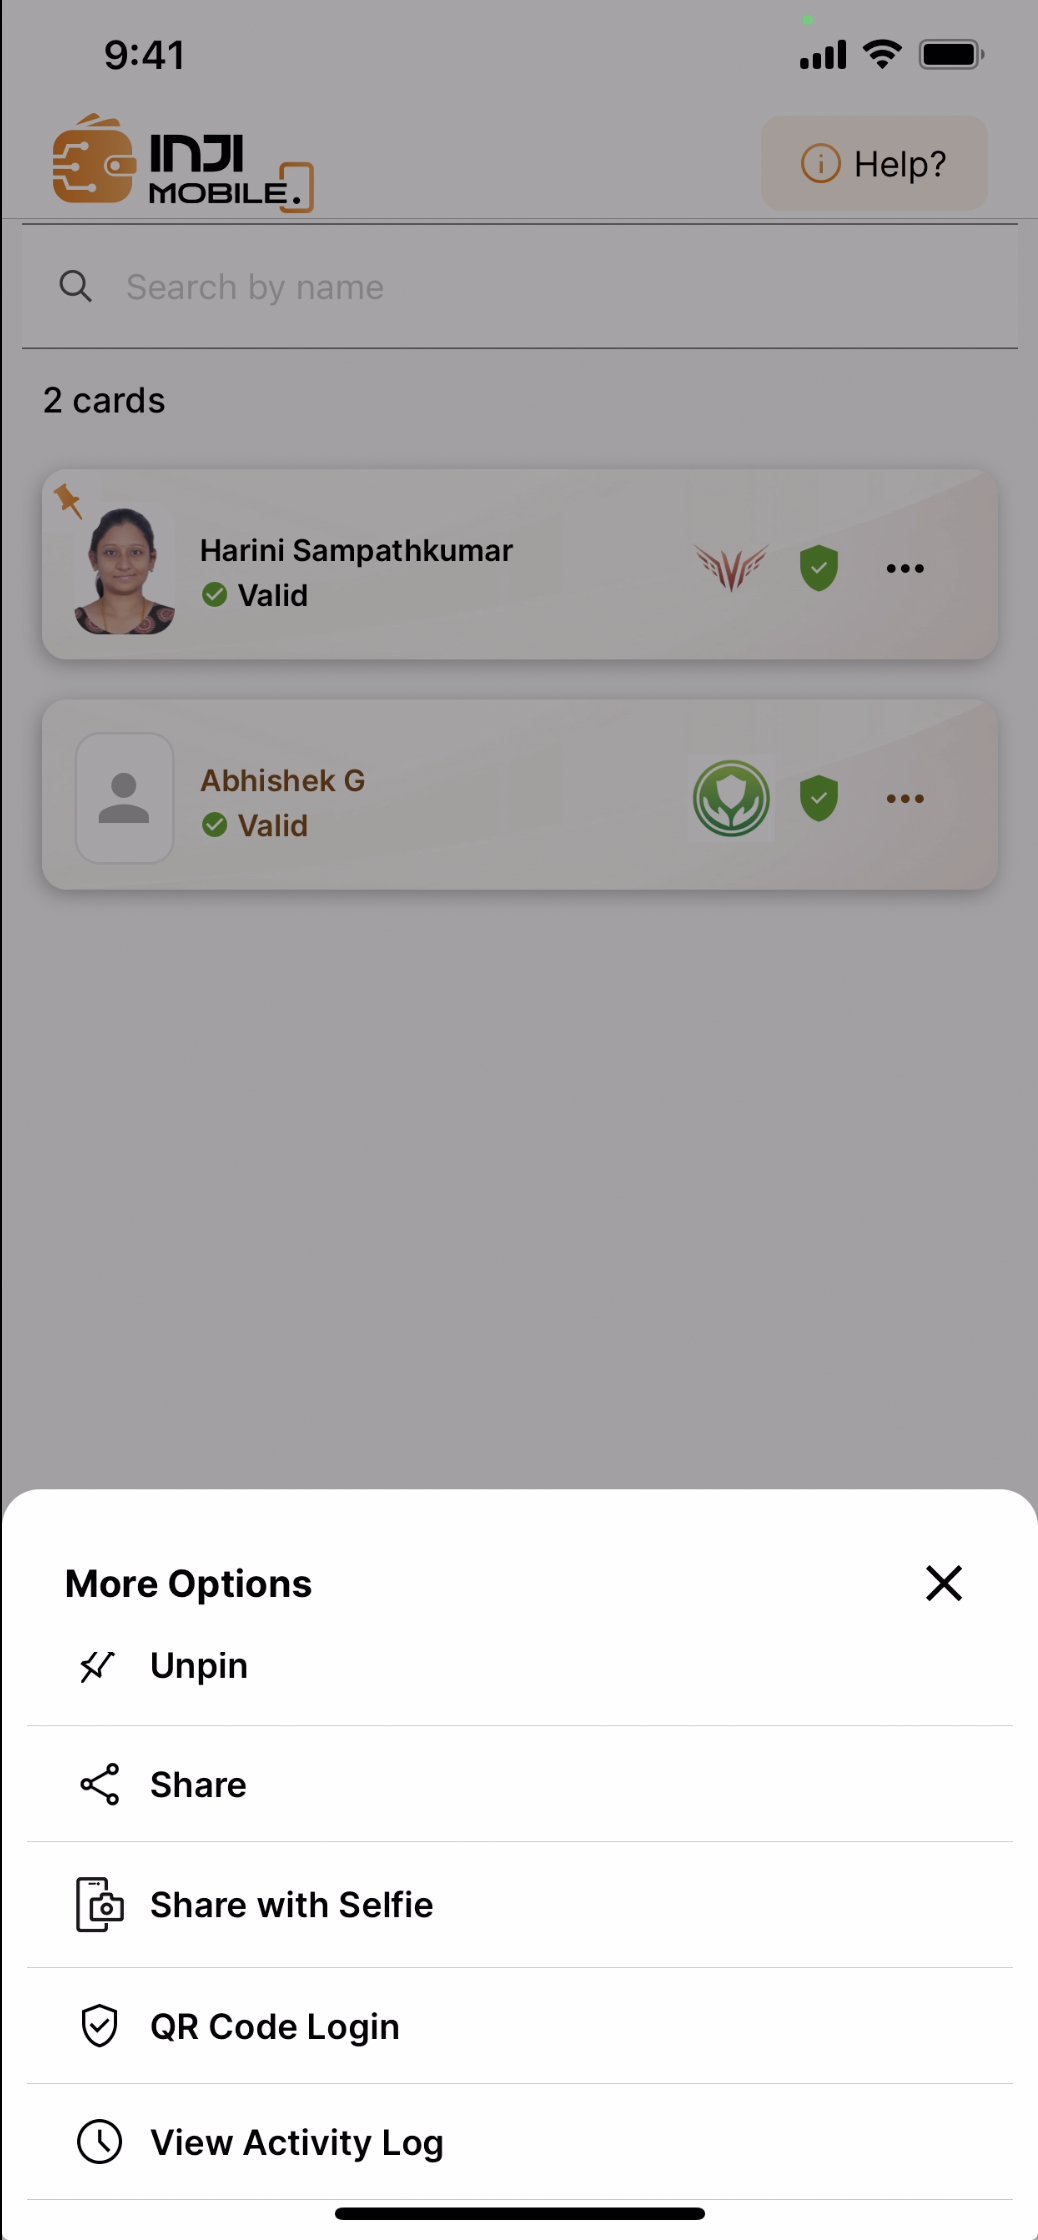 9:41
INJI
MOBILE.
Help?
Search by name
2 cards
Harini Sampathkumar
Valid
Abhishek G
Valid
More Options
Unpin
Share
Share with Selfie
QR Code Login
View Activity Log